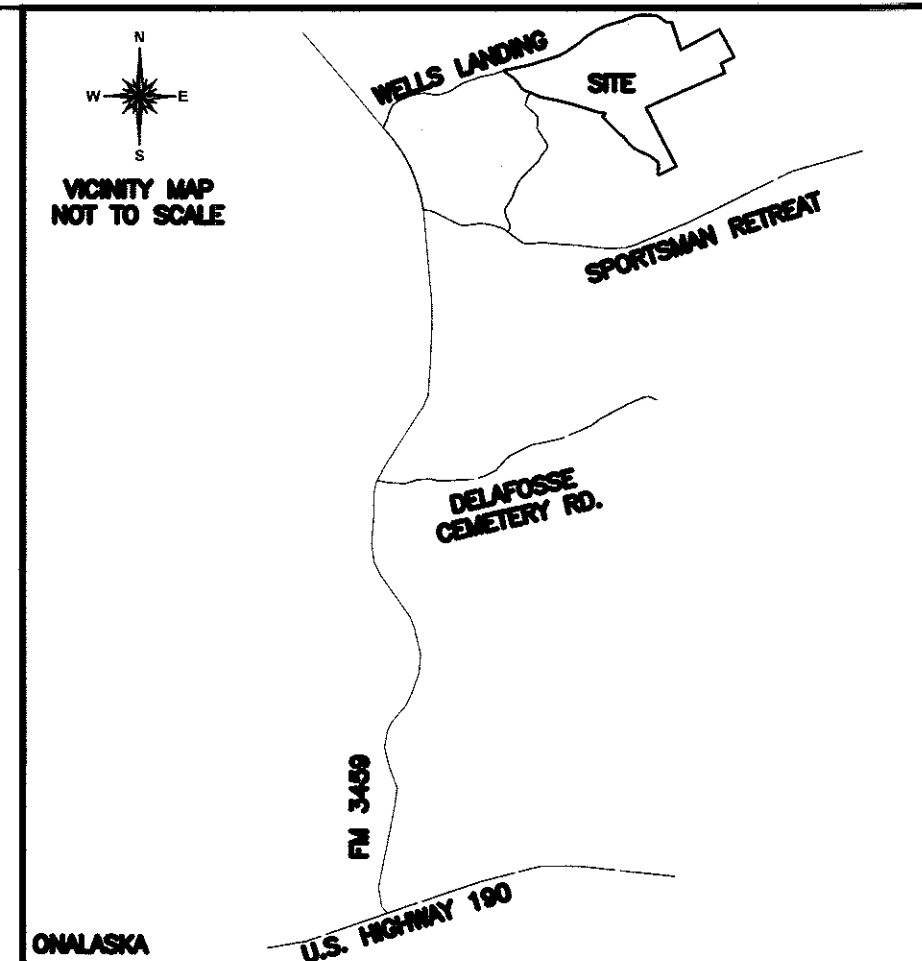 N
W E
S
VICINITY MAP
NOT TO SCALE
WELLS LANDING
SITE
SPORTSMAN RETREAT
DELAFOSSE
CEMETERY RD.
FM 3459
U.S. HIGHWAY 190
ONALASKA